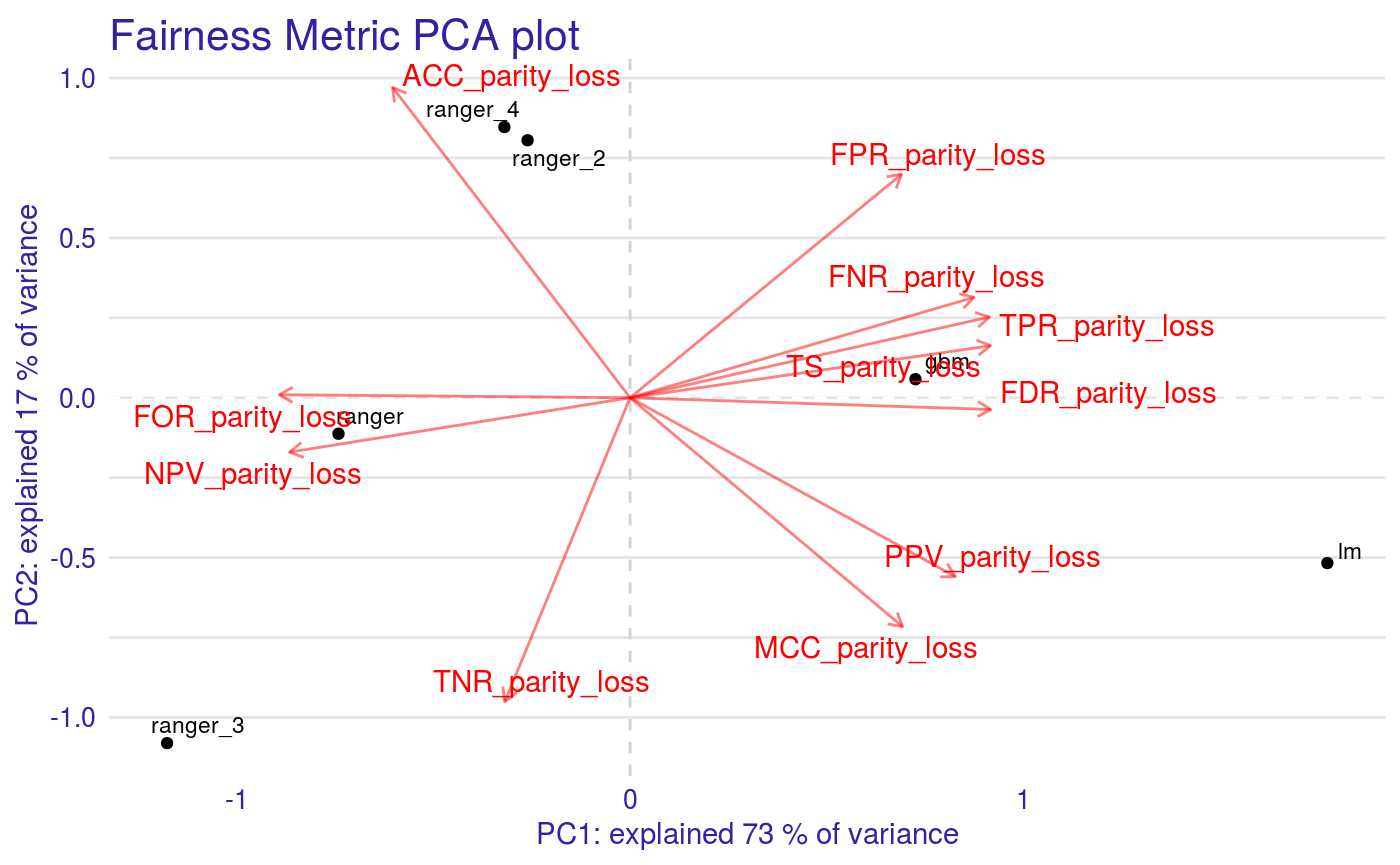 Fairness Metric PCA plot
1.0
ACC_parity_loss
ranger_4
ranger_2
FPR_parity_loss
0.5
FNR_parity_loss
TPR_parity_loss
TS_parity_loss
gbm
FDR_parity_loss
0.0
FOR_parity_loss
ranger
NPV_parity_loss
-0.5
PPV_parity_loss
lm
MCC_parity_loss
TNR_parity_loss
-1.0
ranger_3
-1
0
1
PC1: explained 73 % of variance
PC2: explained 17 % of variance